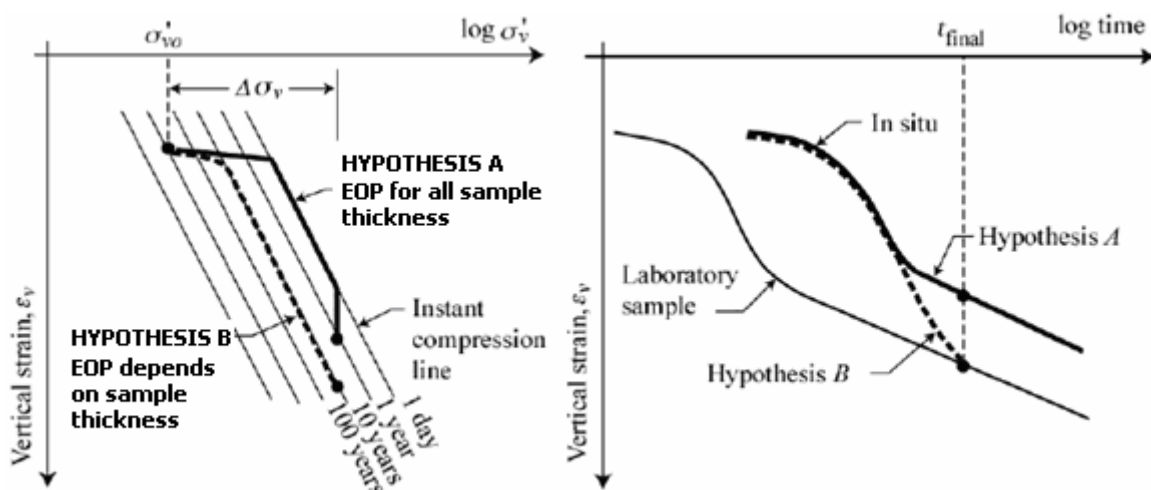 σ'vo
log σ'v
Δσv
HYPOTHESIS A
EOP for all sample
thickness
HYPOTHESIS B
EOP depends
on sample
thickness
Instant
compression
line
1 day
1 year
10 years
100 years
Vertical strain, εv
tfinal
log time
In situ
Hypothesis A
Laboratory
sample
Hypothesis B
Vertical strain, εv